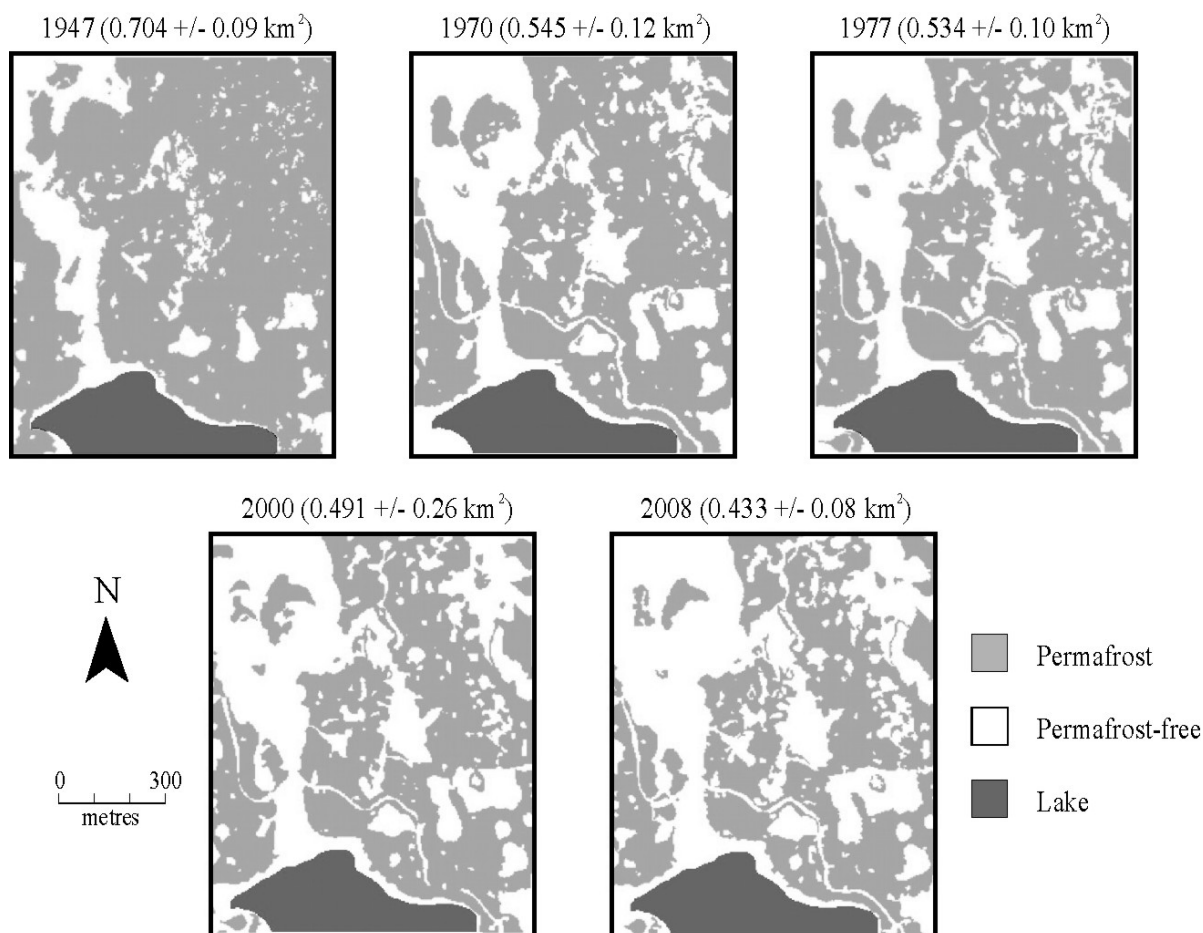 1947 (0.704 +/- 0.09 km²)
1970 (0.545 +/- 0.12 km²)
1977 (0.534 +/- 0.10 km²)
2000 (0.491 +/- 0.26 km²)
2008 (0.433 +/- 0.08 km²)
N
0 300
metres
Permafrost
Permafrost-free
Lake